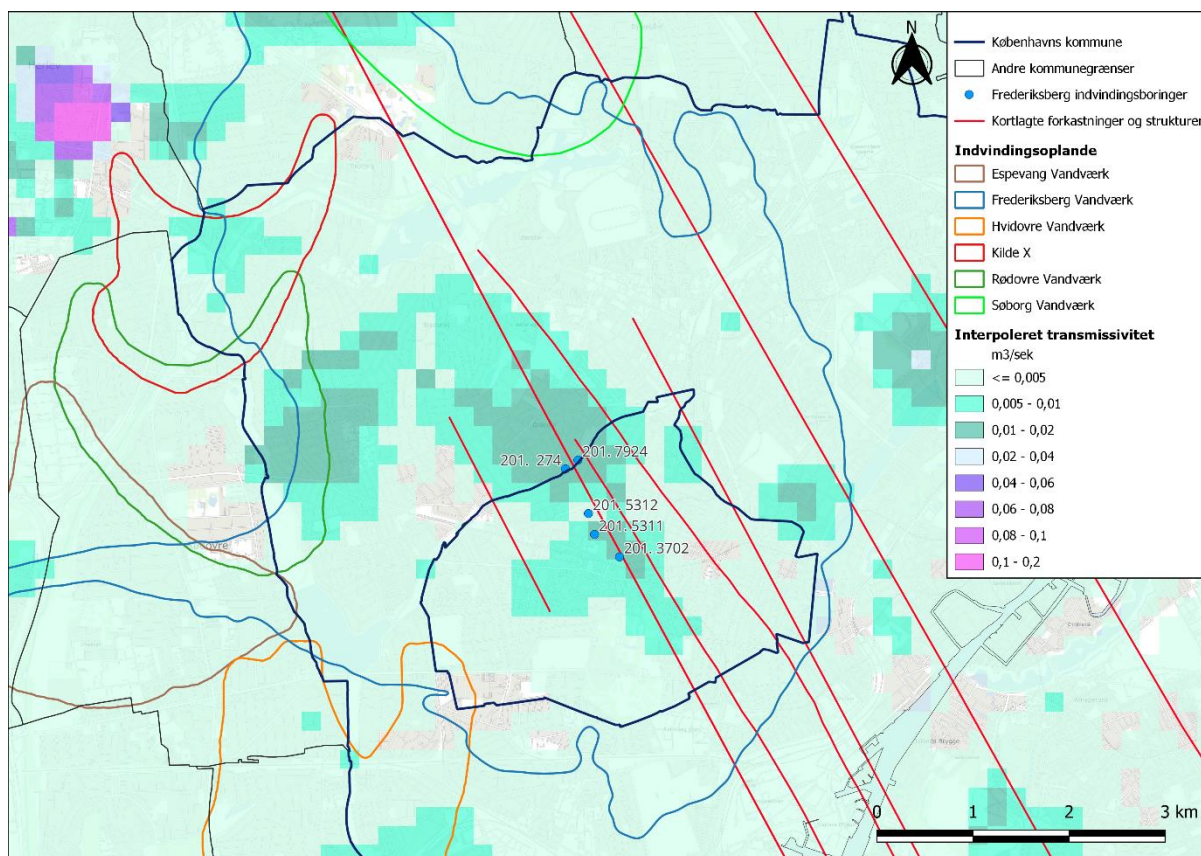 N
Københavns kommune
Andre kommunegrænser
Frederiksberg indvindingsboringer
Kortlagte forkastninger og strukturer
Indvindingsoplande
Espevang Vandværk
Frederiksberg Vandværk
Hvidovre Vandværk
Kilde X
Rødovre Vandværk
Søborg Vandværk
Interpoleret transmissivitet
m3/sek
<= 0,005
0,005 - 0,01
0,01 - 0,02
0,02 - 0,04
0,04 - 0,06
0,06 - 0,08
0,08 - 0,1
0,1 - 0,2
201. 274
201. 7924
201. 5312
201. 5311
201. 3702
0 1 2 3 km